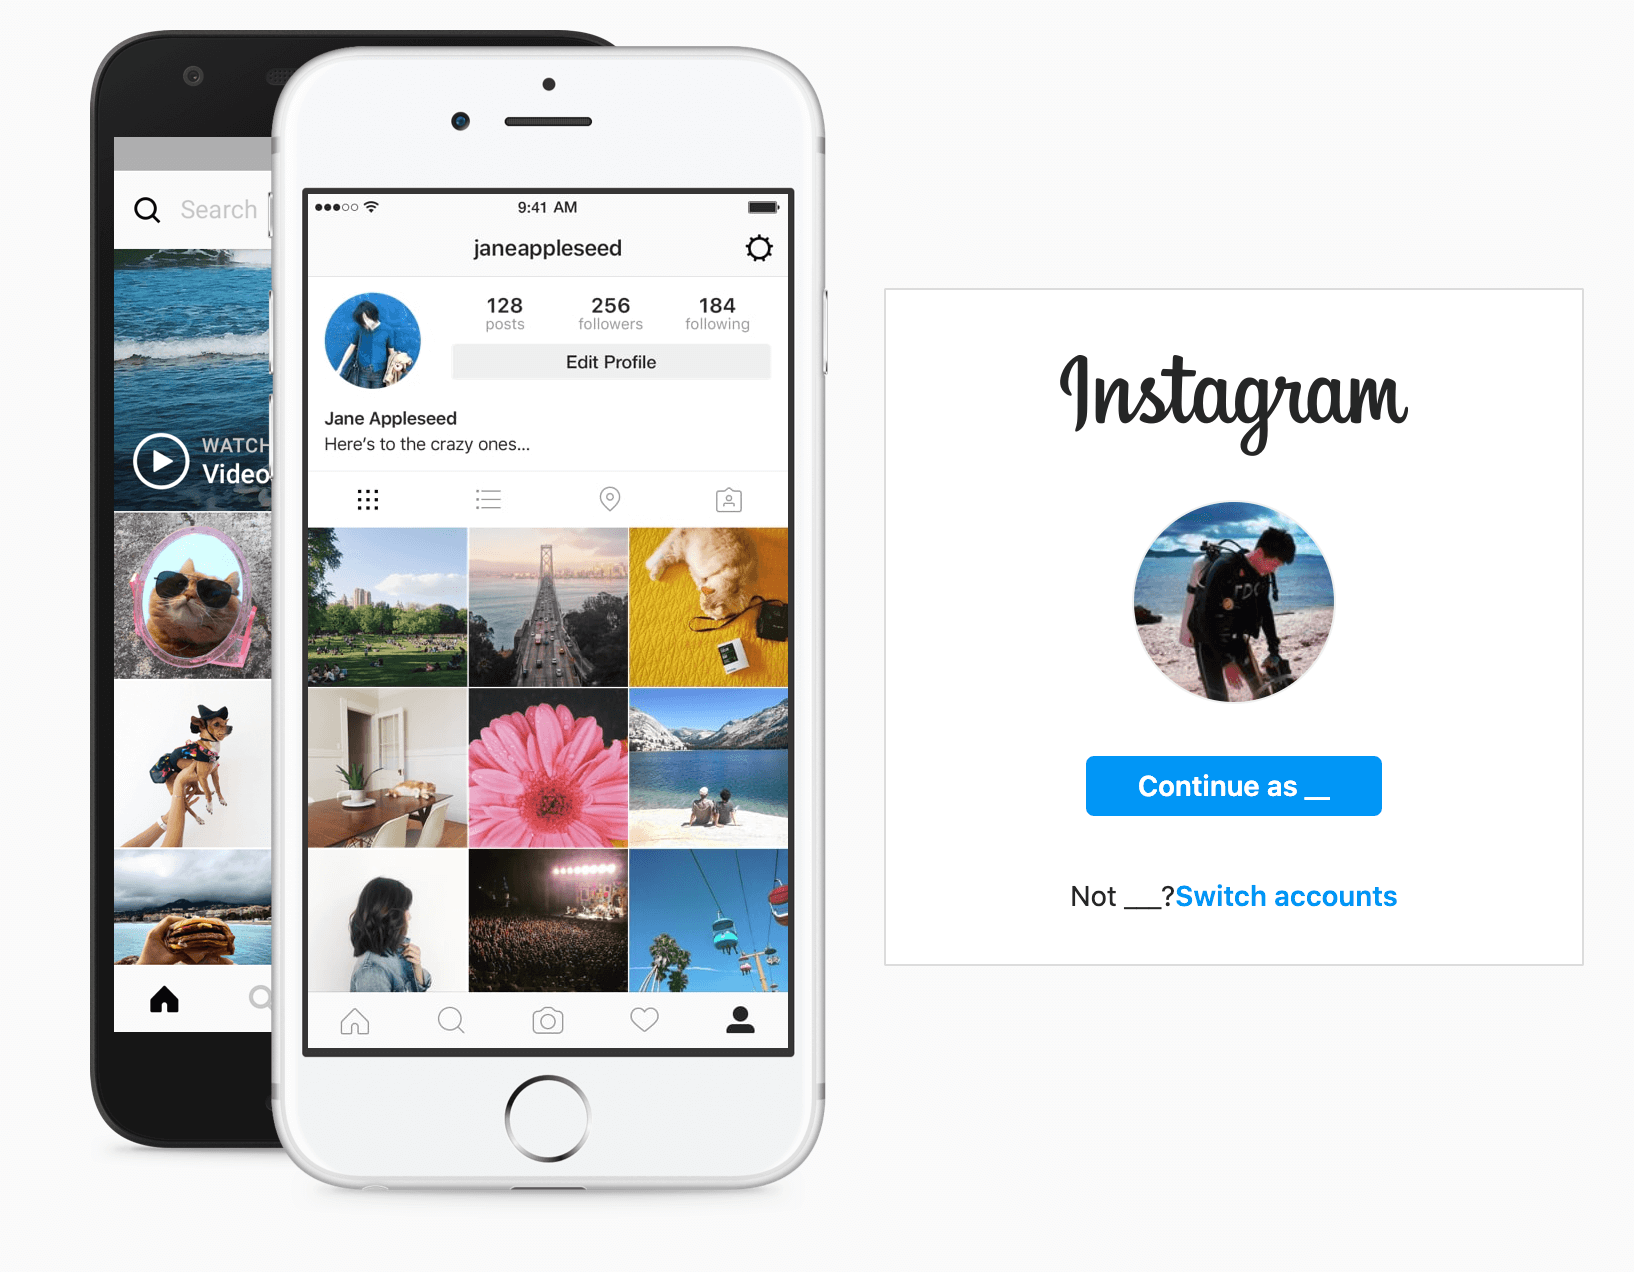 Search
WATCH
Video
9:41 AM
janeappleseed
128
256
184
posts
followers
following
Edit Profile
Jane Appleseed
Here's to the crazy ones...
Instagram
Continue as __
Not ___?Switch accounts